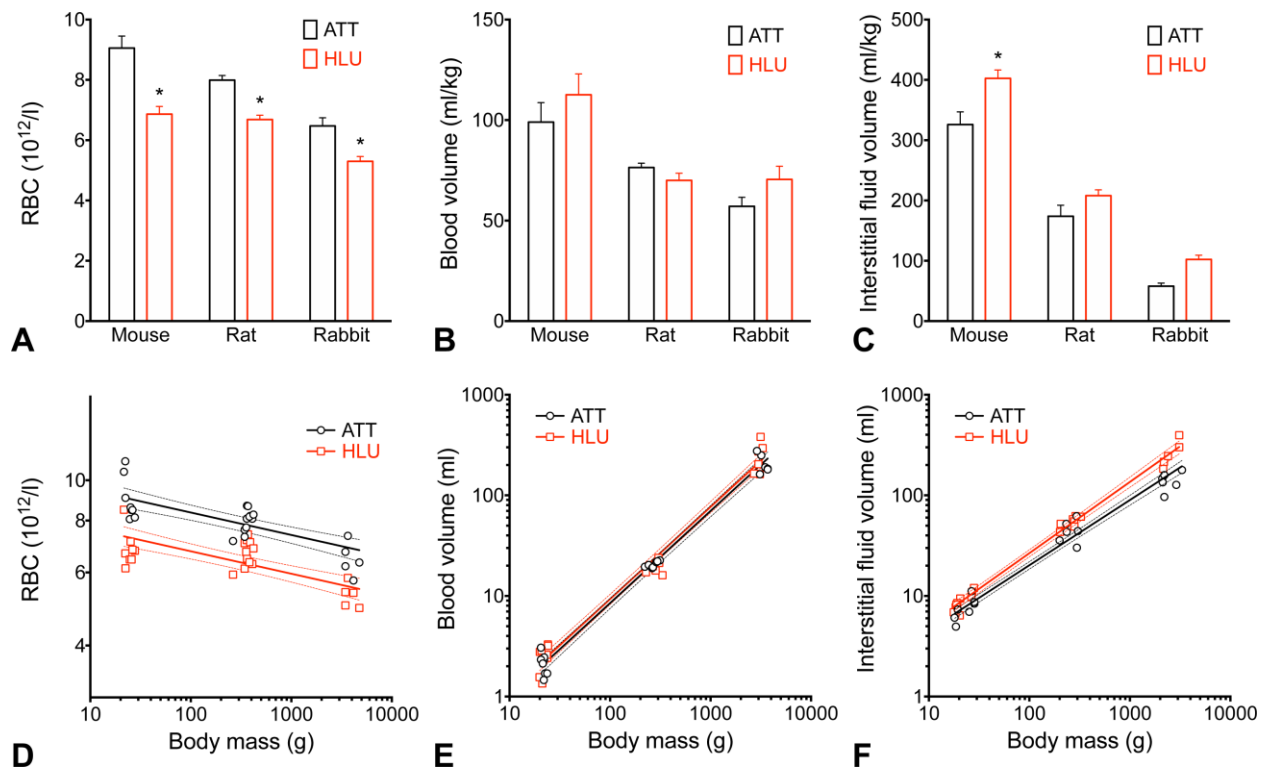 RBC (10¹²/l)
10
8
6
4
2
0
ATT
HLU
*
*
*
Mouse Rat Rabbit
A
Blood volume (ml/kg)
150
100
50
0
ATT
HLU
Mouse Rat Rabbit
B
Interstitial fluid volume (ml/kg)
500
400
300
200
100
0
*
ATT
HLU
Mouse Rat Rabbit
C
RBC (10¹²/l)
10
8
6
4
ATT
HLU
10 100 1000 10000
Body mass (g)
D
Blood volume (ml)
1000
100
10
1
ATT
HLU
10 100 1000 10000
Body mass (g)
E
Interstitial fluid volume (ml)
1000
100
10
1
ATT
HLU
10 100 1000 10000
Body mass (g)
F